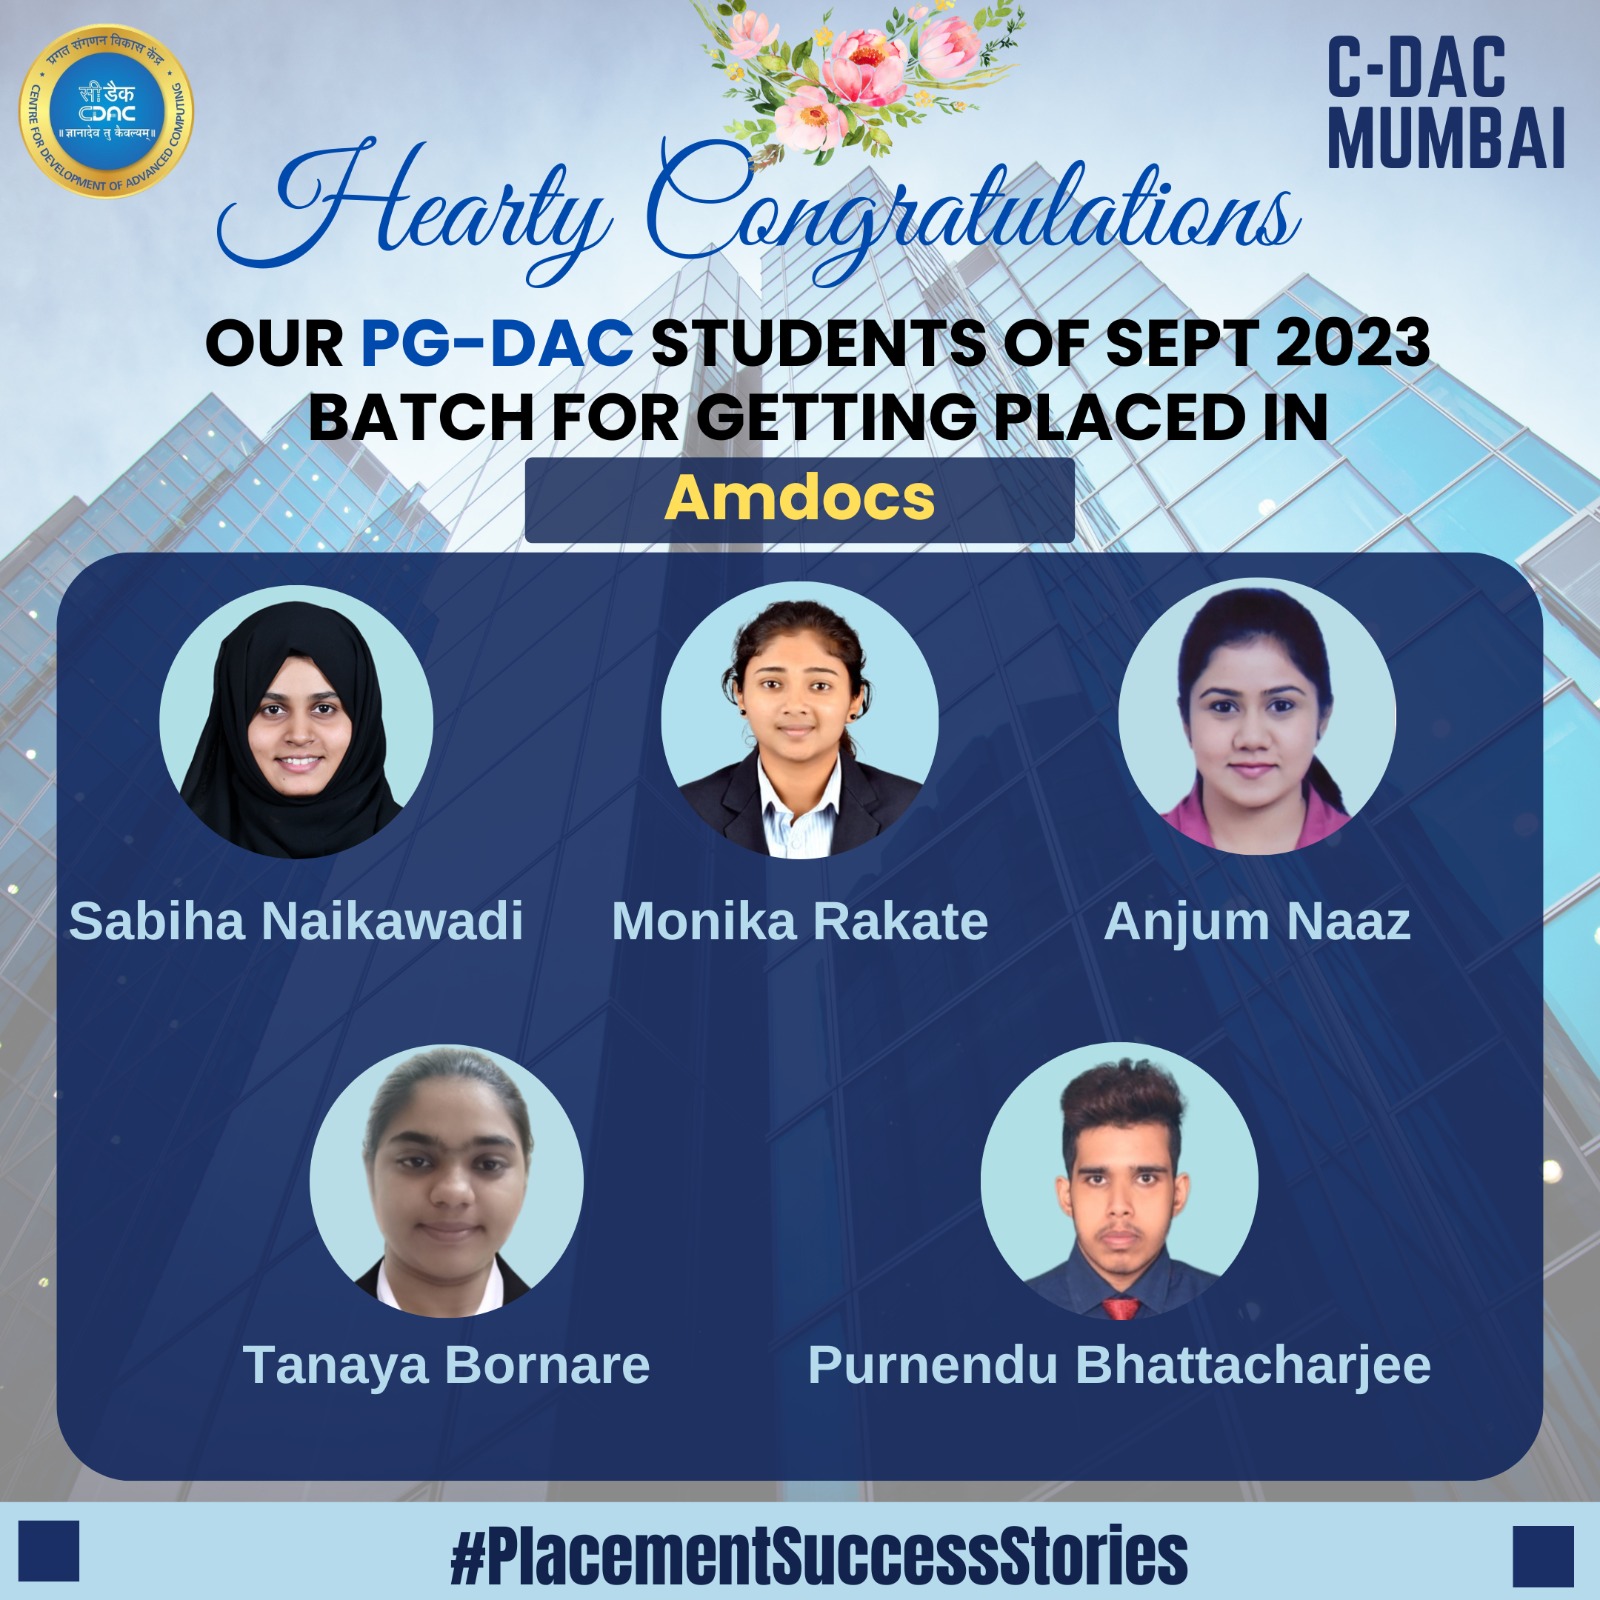 प्रगत संगणन विकास केंद्र
सी डैक
CDAC
॥ ज्ञानादेव तु कैवल्यम् ॥
CENTRE FOR DEVELOPMENT OF ADVANCED COMPUTING
C-DAC
MUMBAI
Hearty Congratulations
OUR PG-DAC STUDENTS OF SEPT 2023
BATCH FOR GETTING PLACED IN
Amdocs
Sabiha Naikawadi
Monika Rakate
Anjum Naaz
Tanaya Bornare
Purnendu Bhattacharjee
#PlacementSuccessStories